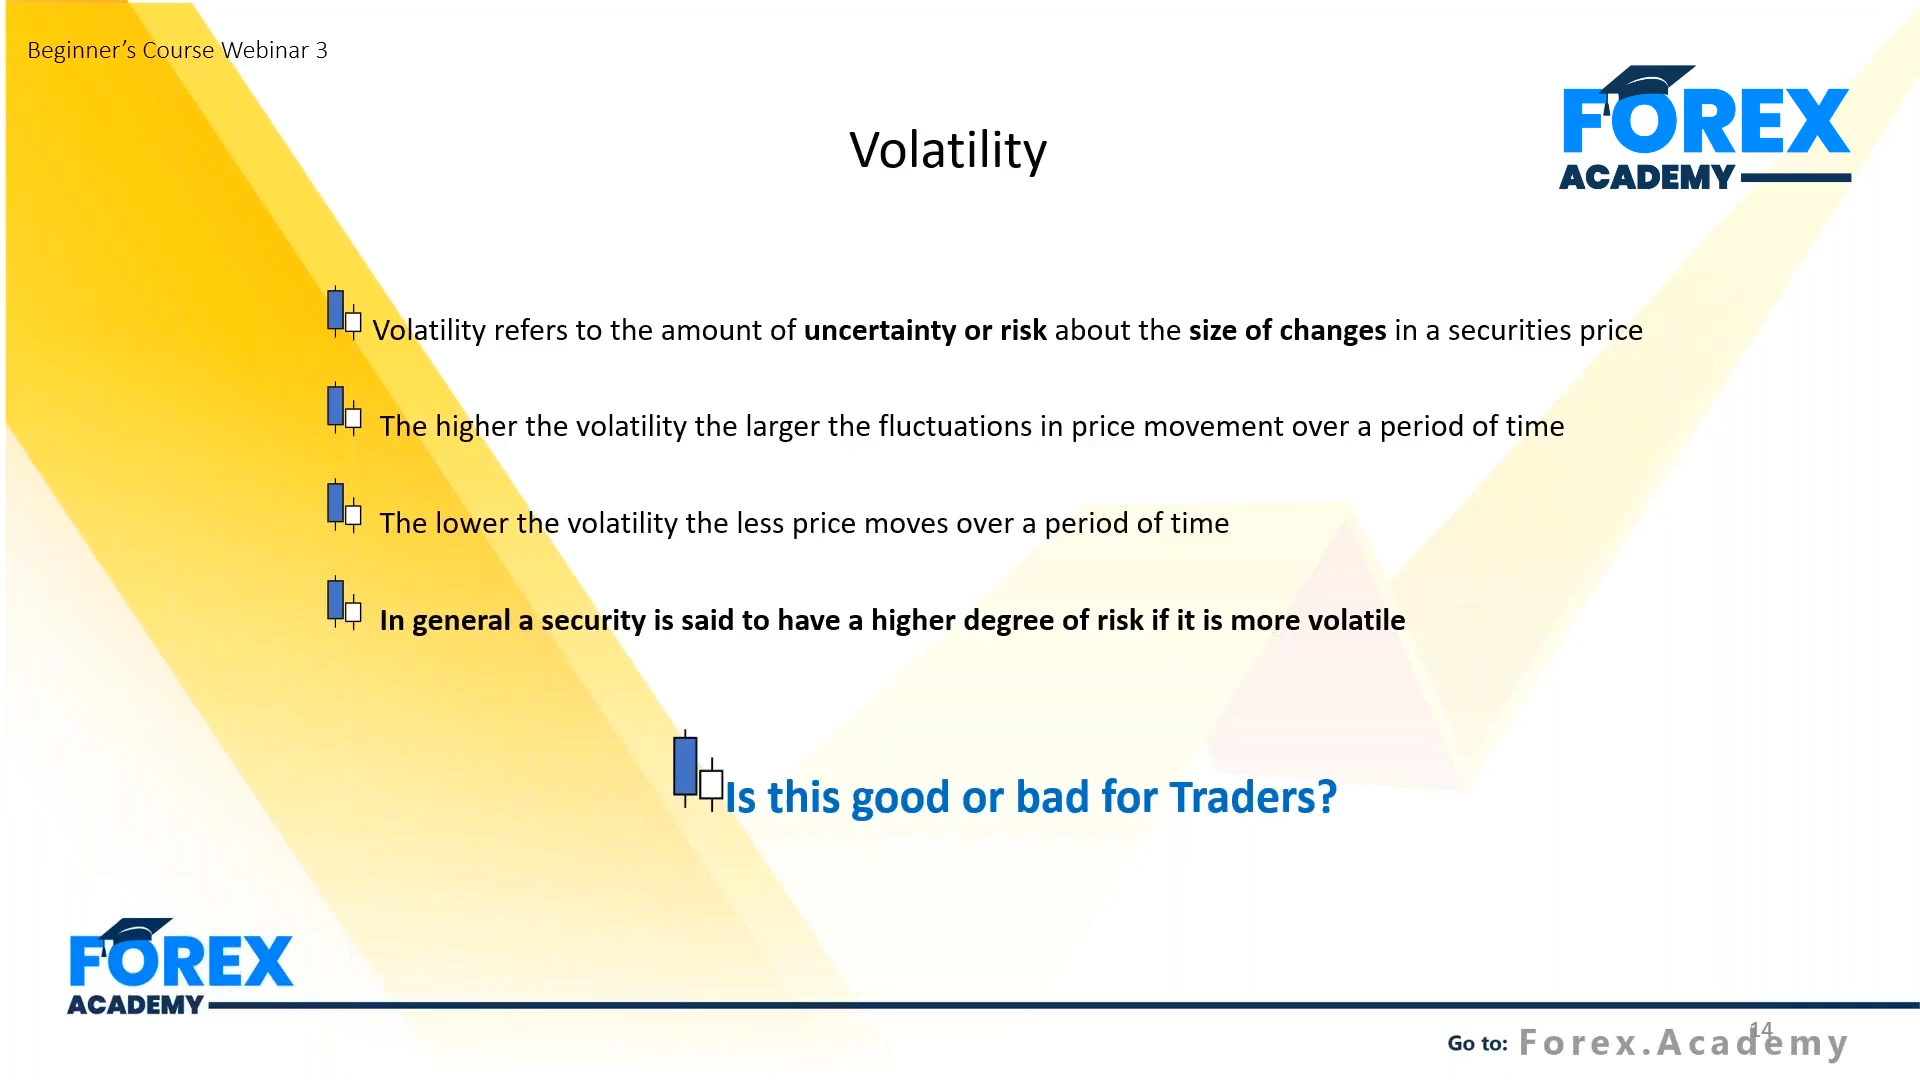 Beginner’s Course Webinar 3
FOREX
ACADEMY
Volatility
Volatility refers to the amount of uncertainty or risk about the size of changes in a securities price
The higher the volatility the larger the fluctuations in price movement over a period of time
The lower the volatility the less price moves over a period of time
In general a security is said to have a higher degree of risk if it is more volatile
Is this good or bad for Traders?
FOREX
ACADEMY
14
Go to: Forex.Academy